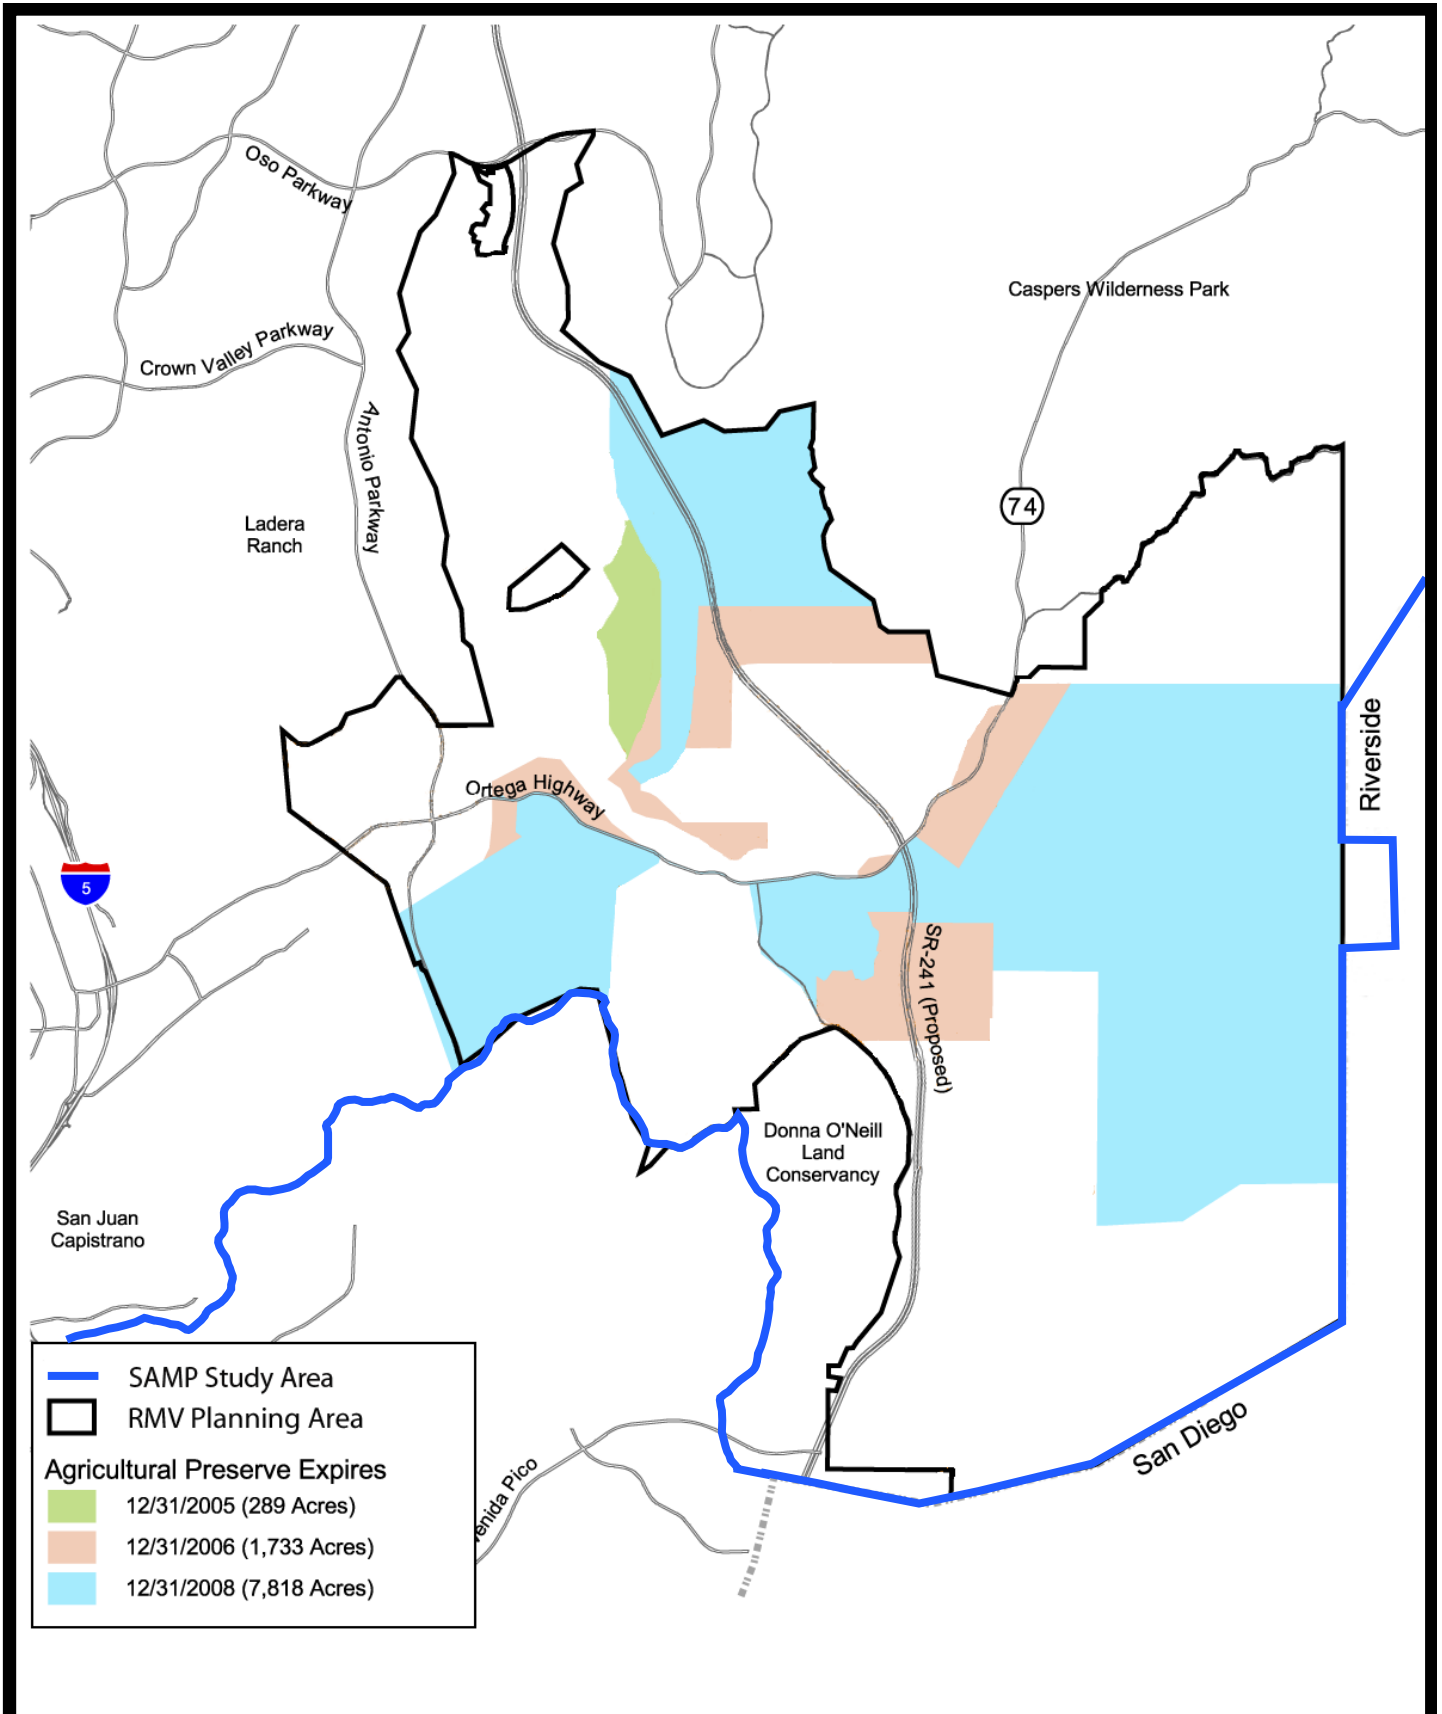 Oso Parkway
Caspers Wilderness Park
Crown Valley Parkway
Antonio Parkway
74
Ladera
Ranch
Riverside
Ortega Highway
5
SR-241 (Proposed)
Donna O'Neill
Land
Conservancy
San Juan
Capistrano
San Diego
Pico
SAMP Study Area
RMV Planning Area
Agricultural Preserve Expires
12/31/2005 (289 Acres)
12/31/2006 (1,733 Acres)
12/31/2008 (7,818 Acres)